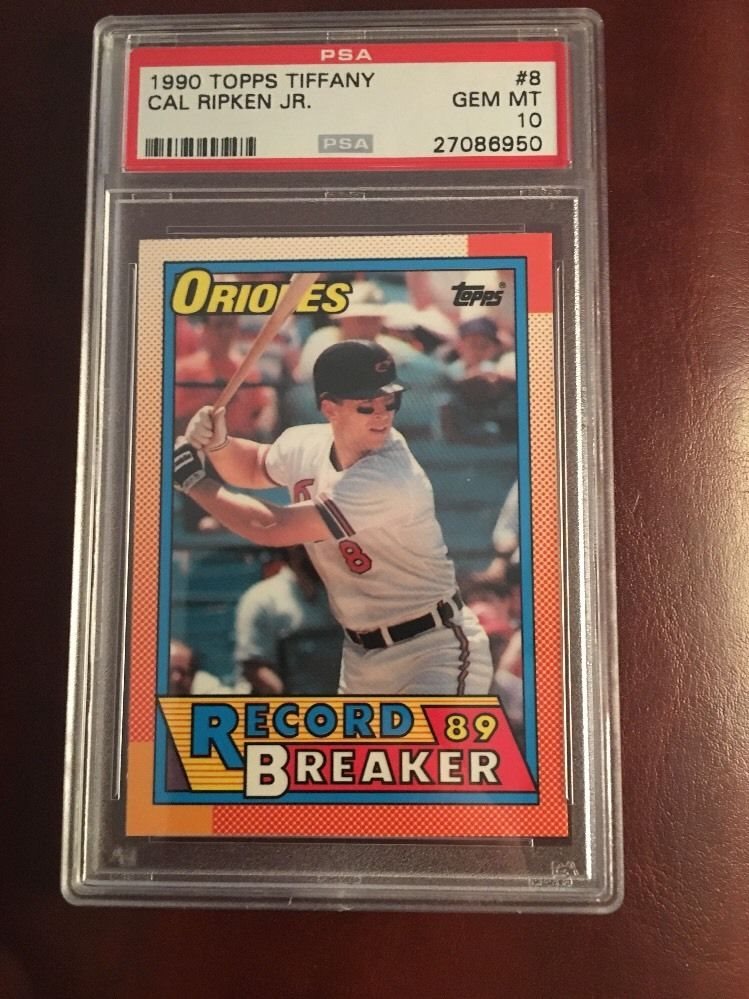 PSA
1990 TOPPS TIFFANY #8
CAL RIPKEN JR. GEM MT
10
PSA 27086950
ORIOLES topps®
8
RECORD 89
BREAKER